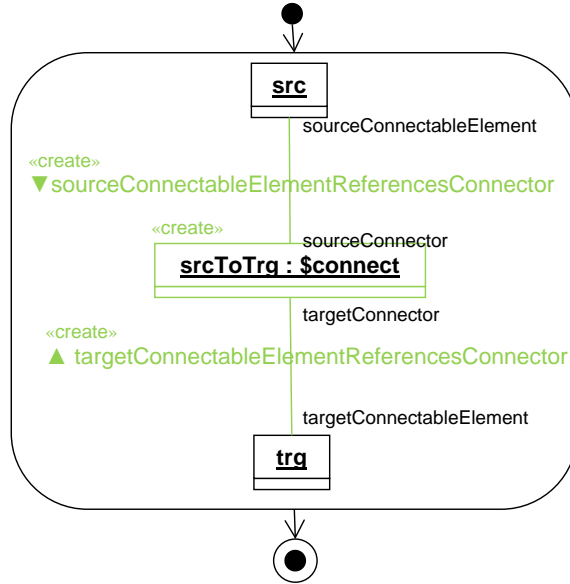 src
sourceConnectableElement
«create»
▼sourceConnectableElementReferencesConnector
«create»
sourceConnector
srcToTrg : $connect
targetConnector
«create»
▲ targetConnectableElementReferencesConnector
targetConnectableElement
trg